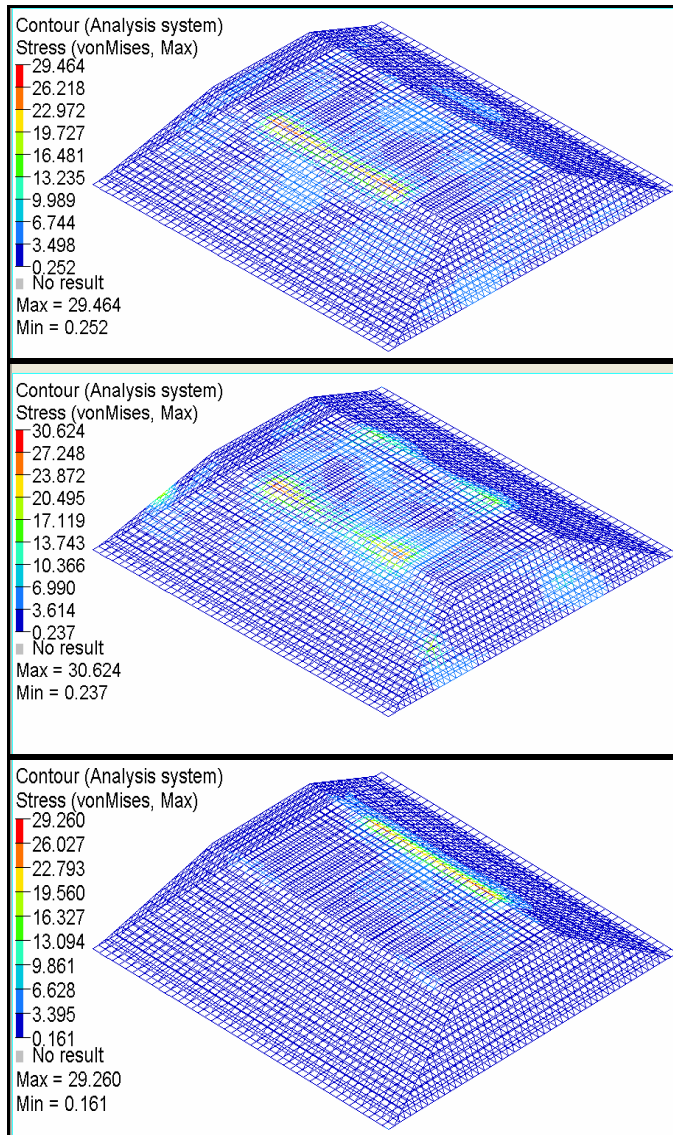 Contour (Analysis system)
Stress (vonMises, Max)
29.464
26.218
22.972
19.727
16.481
13.235
9.989
6.744
3.498
0.252
No result
Max = 29.464
Min = 0.252
Contour (Analysis system)
Stress (vonMises, Max)
30.624
27.248
23.872
20.495
17.119
13.743
10.366
6.990
3.614
0.237
No result
Max = 30.624
Min = 0.237
Contour (Analysis system)
Stress (vonMises, Max)
29.260
26.027
22.793
19.560
16.327
13.094
9.861
6.628
3.395
0.161
No result
Max = 29.260
Min = 0.161